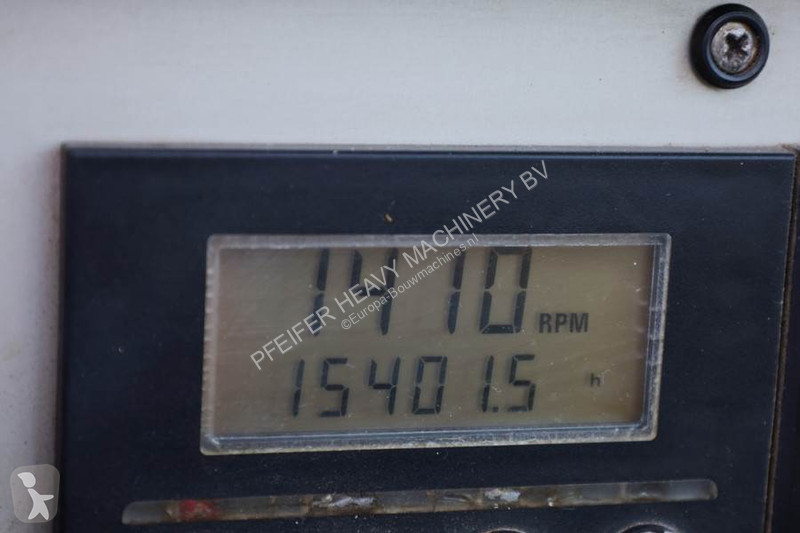 1410 RPM
15401.5 h
PFEIFER HEAVY MACHINERY BV
©Europa-Bouwmachines.nl